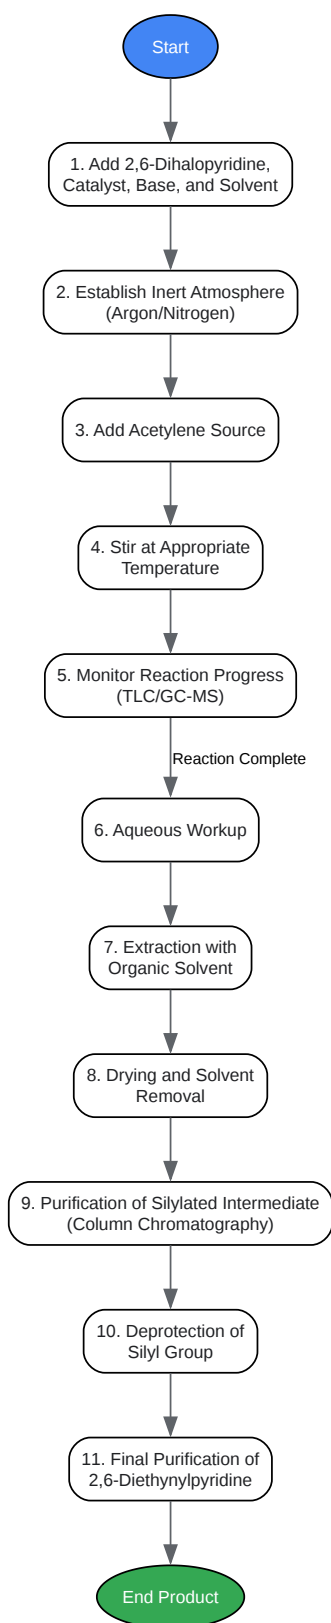 Start
1. Add 2,6-Dihalopyridine,
Catalyst, Base, and Solvent
2. Establish Inert Atmosphere
(Argon/Nitrogen)
3. Add Acetylene Source
4. Stir at Appropriate
Temperature
5. Monitor Reaction Progress
(TLC/GC-MS)
Reaction Complete
6. Aqueous Workup
7. Extraction with
Organic Solvent
8. Drying and Solvent
Removal
9. Purification of Silylated Intermediate
(Column Chromatography)
10. Deprotection of
Silyl Group
11. Final Purification of
2,6-Diethynylpyridine
End Product